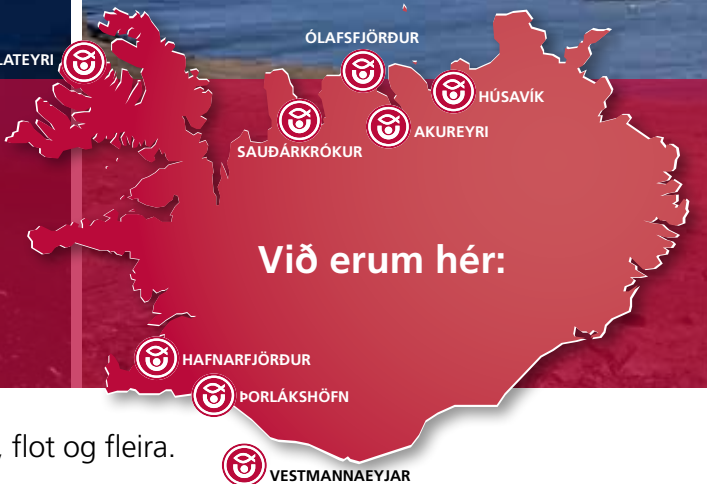 ÓLAFSFJÖRÐUR
LATEYRI
HÚSAVÍK
AKUREYRI
SAUÐÁRKRÓKUR
Við erum hér:
HAFNARFJÖRÐUR
ÞORLÁKSHÖFN
, flot og fleira.
VESTMANNAEYJAR